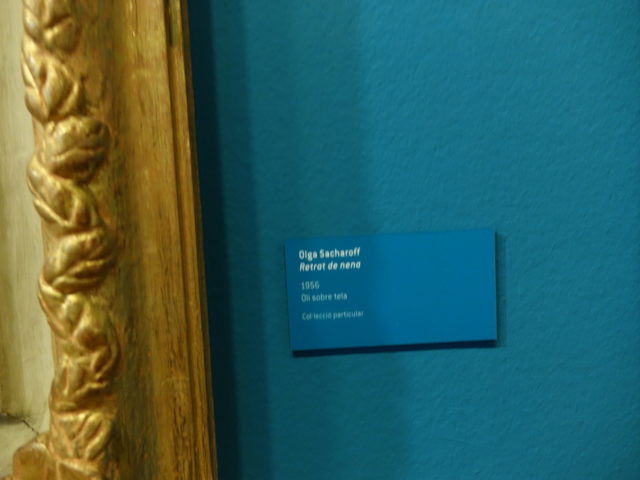 Olga Sacharoff
Retrat de nena
1956
Oli sobre tela
Col·lecció particular